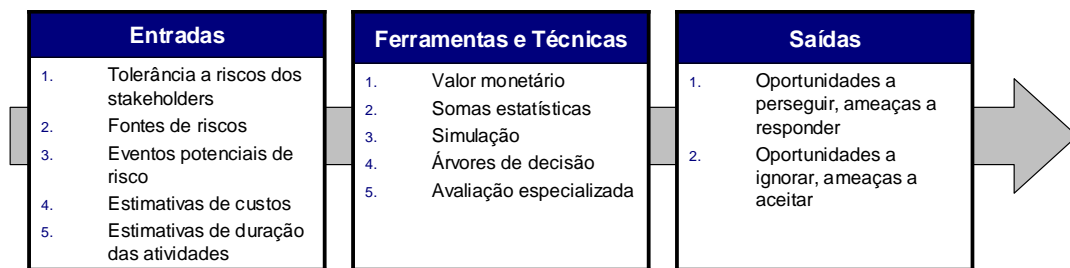 Entradas
1. Tolerância a riscos dos
stakeholders
2. Fontes de riscos
3. Eventos potenciais de
risco
4. Estimativas de custos
5. Estimativas de duração
das atividades
Ferramentas e Técnicas
1. Valor monetário
2. Somas estatísticas
3. Simulação
4. Árvores de decisão
5. Avaliação especializada
Saídas
1. Oportunidades a
perseguir, ameaças a
responder
2. Oportunidades a
ignorar, ameaças a
aceitar